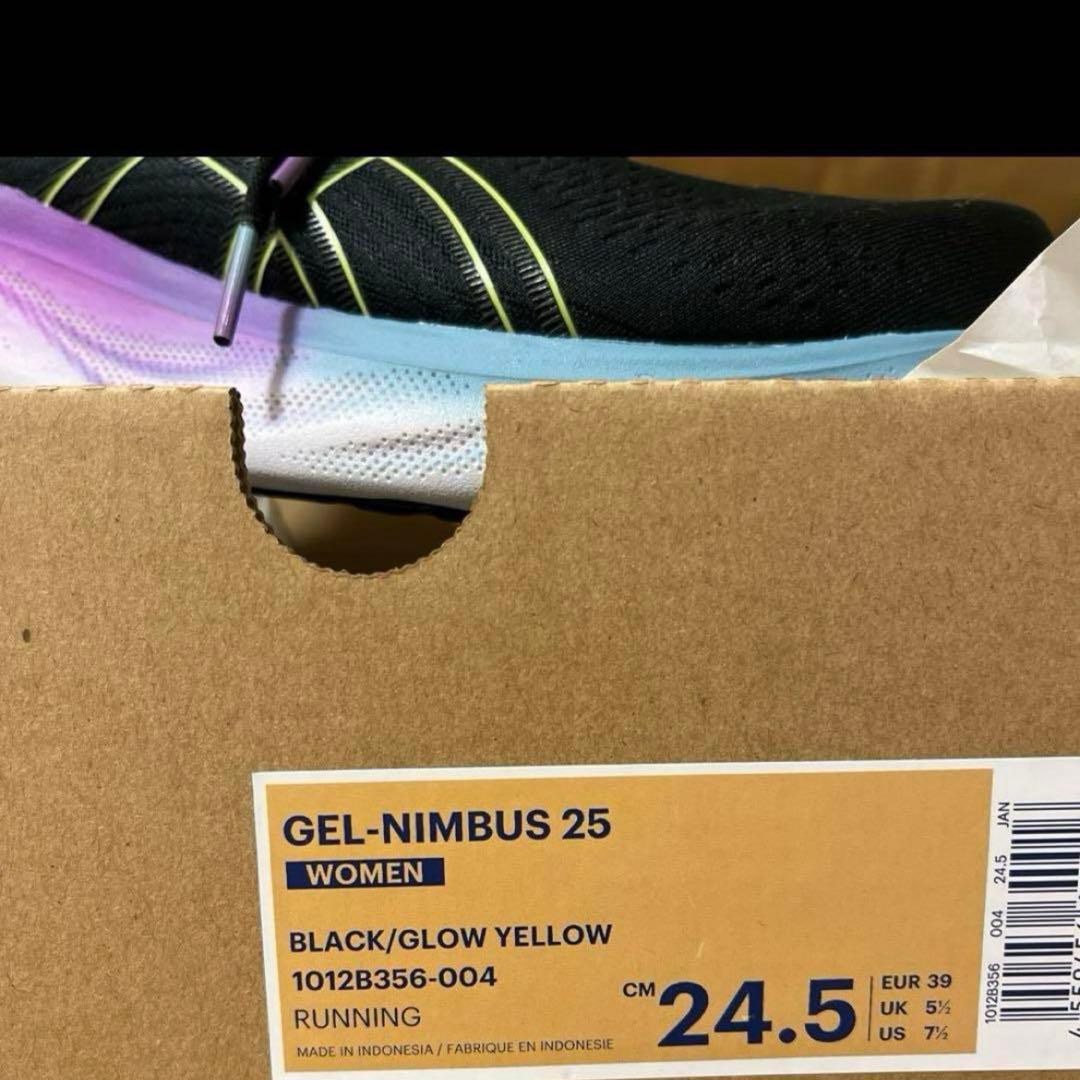 GEL-NIMBUS 25
WOMEN
BLACK/GLOW YELLOW
1012B356-004
RUNNING
MADE IN INDONESIA / FABRIQUE EN INDONESIE
CM 24.5
EUR 39
UK 5½
US 7½
1012B356 004 24.5 JAN